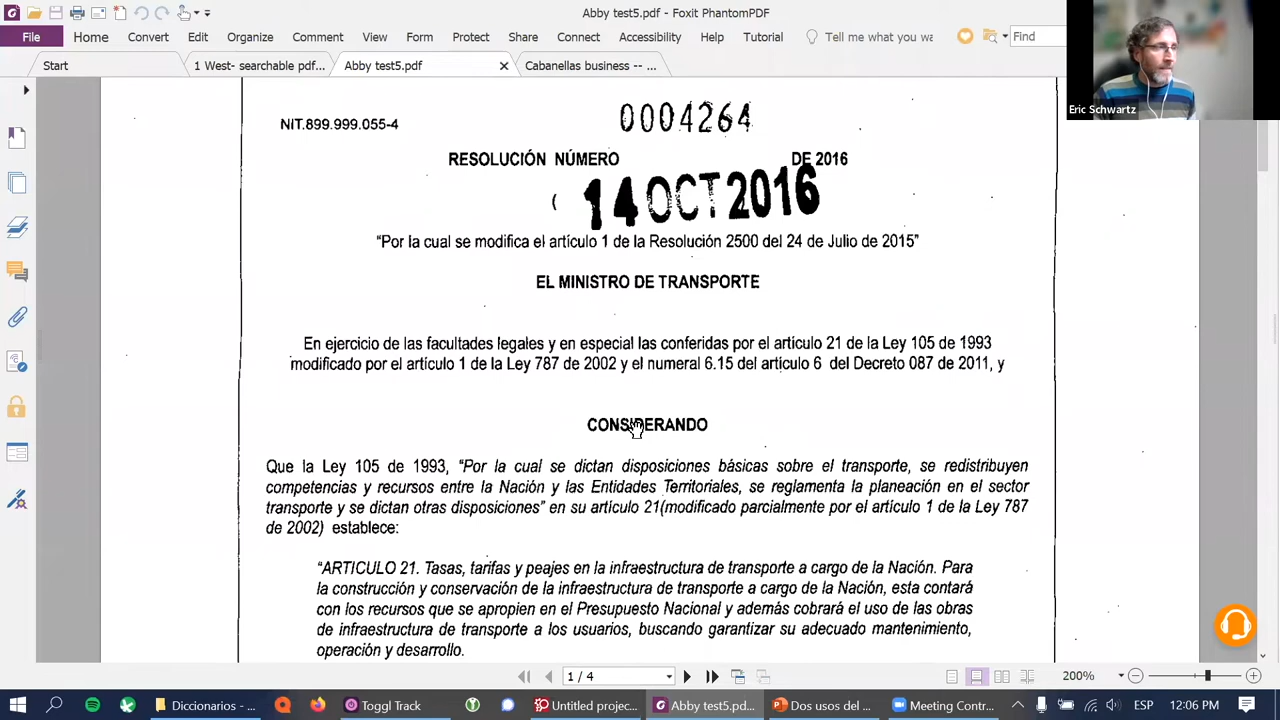 Abby test5.pdf - Foxit PhantomPDF
File Home Convert Edit Organize Comment View Form Protect Share Connect Accessibility Help Tutorial Tell me what you wa Find
Start 1 West- searchable pdf... Abby test5.pdf Cabanellas business -- ...
Eric Schwartz
NIT.899.999.055-4
0004264
RESOLUCIÓN NÚMERO DE 2016
( 14 OCT 2016
"Por la cual se modifica el artículo 1 de la Resolución 2500 del 24 de Julio de 2015"
EL MINISTRO DE TRANSPORTE
En ejercicio de las facultades legales y en especial las conferidas por el artículo 21 de la Ley 105 de 1993
modificado por el artículo 1 de la Ley 787 de 2002 y el numeral 6.15 del artículo 6 del Decreto 087 de 2011, y
CONSIDERANDO
Que la Ley 105 de 1993, "Por la cual se dictan disposiciones básicas sobre el transporte, se redistribuyen
competencias y recursos entre la Nación y las Entidades Territoriales, se reglamenta la planeación en el sector
transporte y se dictan otras disposiciones" en su artículo 21(modificado parcialmente por el artículo 1 de la Ley 787
de 2002) establece:
"ARTICULO 21. Tasas, tarifas y peajes en la infraestructura de transporte a cargo de la Nación. Para
la construcción y conservación de la infraestructura de transporte a cargo de la Nación, esta contará
con los recursos que se apropien en el Presupuesto Nacional y además cobrará el uso de las obras
de infraestructura de transporte a los usuarios, buscando garantizar su adecuado mantenimiento,
operación y desarrollo.
1 / 4 200%
Diccionarios - ... Toggl Track Untitled projec... Abby test5.pd... Dos usos del ... Meeting Contr... ESP 12:06 PM